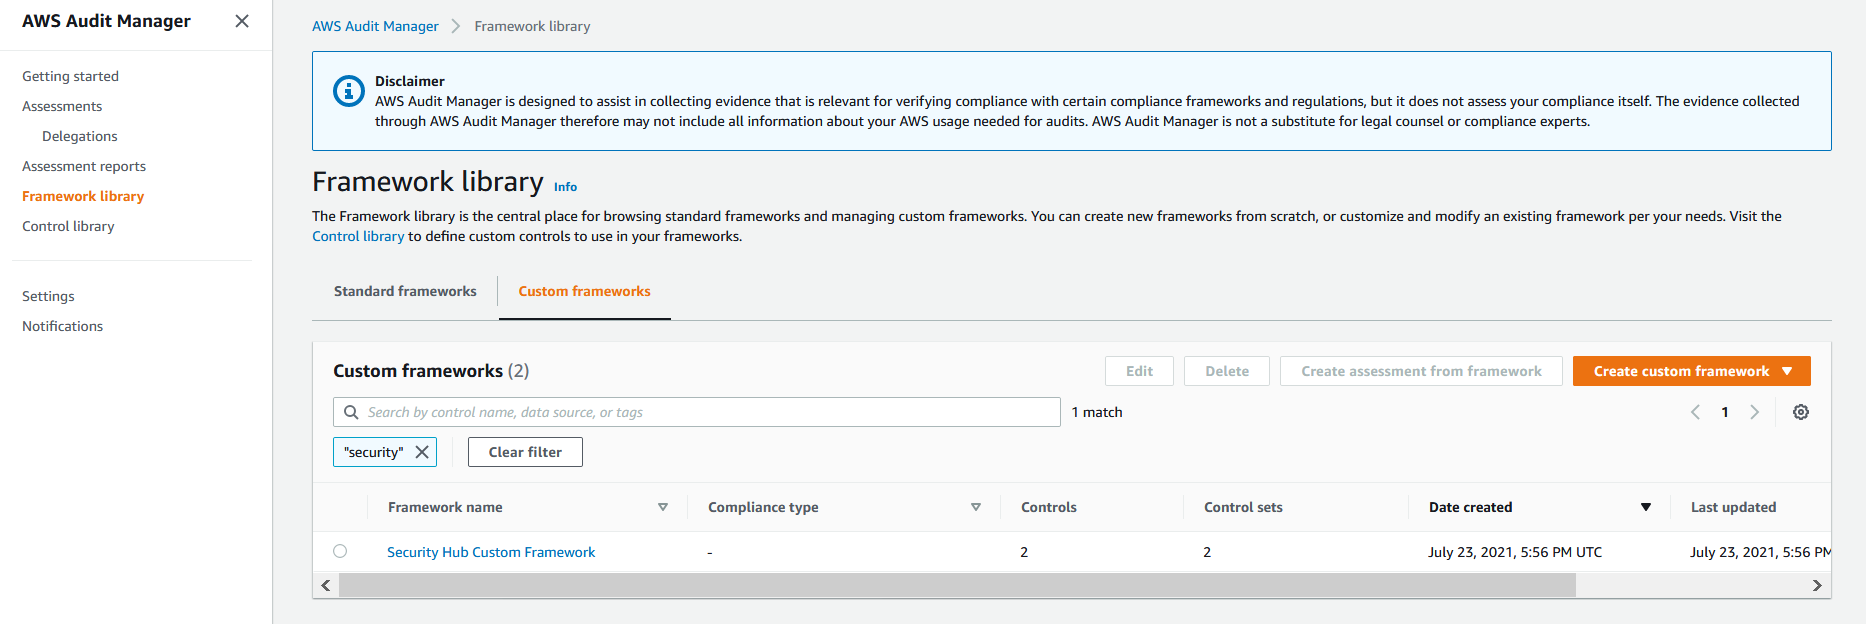 AWS Audit Manager
Getting started
Assessments
Delegations
Assessment reports
Framework library
Control library
Settings
Notifications
AWS Audit Manager > Framework library
Disclaimer
AWS Audit Manager is designed to assist in collecting evidence that is relevant for verifying compliance with certain compliance frameworks and regulations, but it does not assess your compliance itself. The evidence collected
through AWS Audit Manager therefore may not include all information about your AWS usage needed for audits. AWS Audit Manager is not a substitute for legal counsel or compliance experts.
Framework library Info
The Framework library is the central place for browsing standard frameworks and managing custom frameworks. You can create new frameworks from scratch, or customize and modify an existing framework per your needs. Visit the
Control library to define custom controls to use in your frameworks.
Standard frameworks Custom frameworks
Custom frameworks (2) Edit Delete Create assessment from framework Create custom framework
Search by control name, data source, or tags 1 match 1
"security" Clear filter
Framework name Compliance type Controls Control sets Date created Last updated
Security Hub Custom Framework - 2 2 July 23, 2021, 5:56 PM UTC July 23, 2021, 5:56 PM